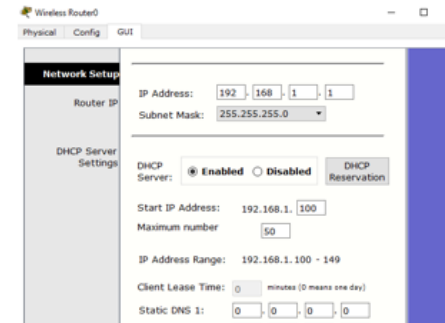 Wireless Router0
Physical Config GUI
Network Setup
Router IP
IP Address: 192 . 168 . 1 . 1
Subnet Mask: 255.255.255.0
DHCP Server Settings
DHCP Server: Enabled Disabled DHCP Reservation
Start IP Address: 192.168.1. 100
Maximum number 50
IP Address Range: 192.168.1.100 - 149
Client Lease Time: 0 minutes (0 means one day)
Static DNS 1: 0 . 0 . 0 . 0